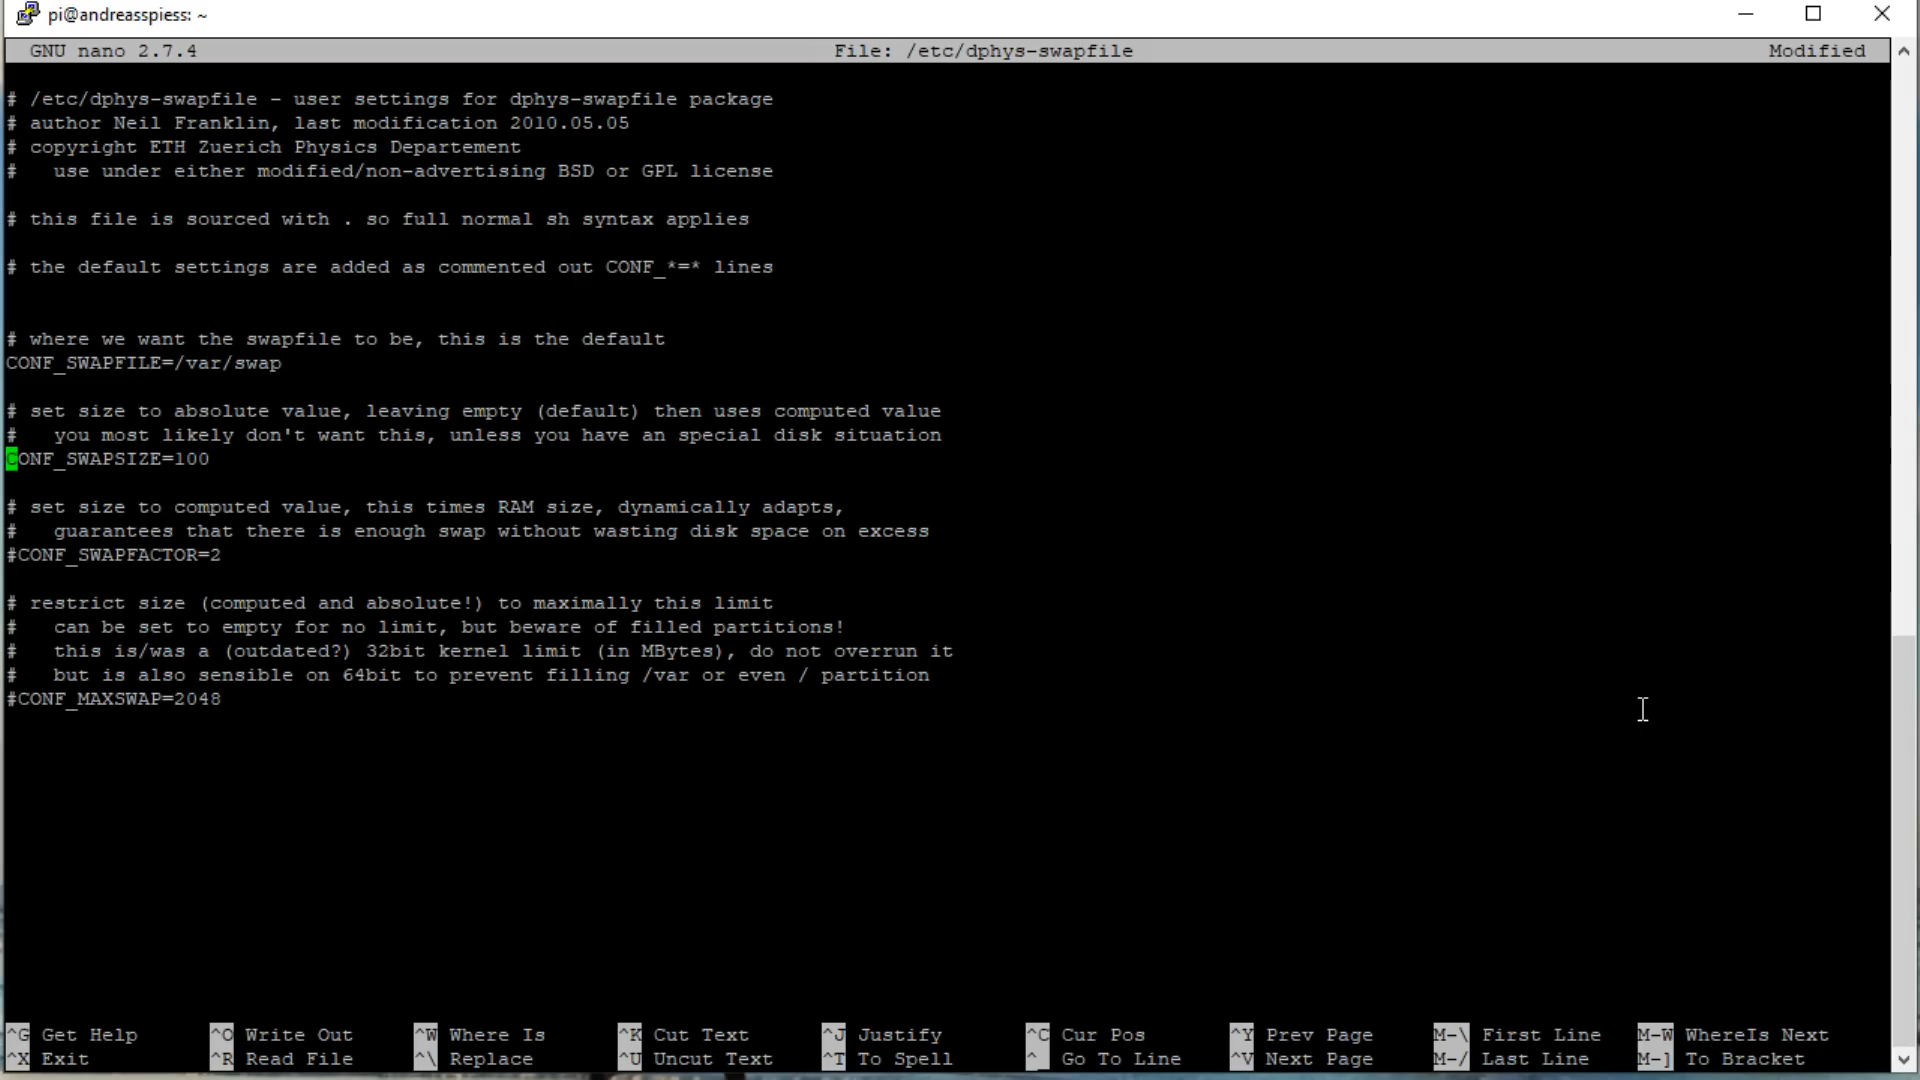 pi@andreasspiess: ~
GNU nano 2.7.4 File: /etc/dphys-swapfile Modified
# /etc/dphys-swapfile - user settings for dphys-swapfile package
# author Neil Franklin, last modification 2010.05.05
# copyright ETH Zuerich Physics Departement
#   use under either modified/non-advertising BSD or GPL license
# this file is sourced with . so full normal sh syntax applies
# the default settings are added as commented out CONF_*=* lines
# where we want the swapfile to be, this is the default
CONF_SWAPFILE=/var/swap
# set size to absolute value, leaving empty (default) then uses computed value
#   you most likely don't want this, unless you have an special disk situation
CONF_SWAPSIZE=100
# set size to computed value, this times RAM size, dynamically adapts,
#   guarantees that there is enough swap without wasting disk space on excess
#CONF_SWAPFACTOR=2
# restrict size (computed and absolute!) to maximally this limit
#   can be set to empty for no limit, but beware of filled partitions!
#   this is/was a (outdated?) 32bit kernel limit (in MBytes), do not overrun it
#   but is also sensible on 64bit to prevent filling /var or even / partition
#CONF_MAXSWAP=2048
^G Get Help ^O Write Out ^W Where Is ^K Cut Text ^J Justify ^C Cur Pos ^Y Prev Page M-\ First Line M-W WhereIs Next
^X Exit ^R Read File ^\ Replace ^U Uncut Text ^T To Spell ^_ Go To Line ^V Next Page M-/ Last Line M-] To Bracket